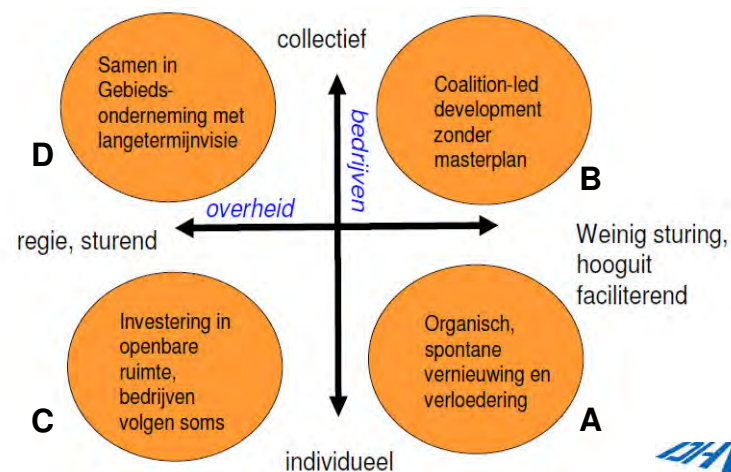 collectief
Samen in
Gebieds-
onderneming met
langetermijnvisie
D
Coalition-led
development
zonder
masterplan
B
bedrijven
overheid
regie, sturend
Weinig sturing,
hooguit
faciliterend
Investering in
openbare
ruimte,
bedrijven
volgen soms
C
Organisch,
spontane
vernieuwing en
verloedering
A
individueel